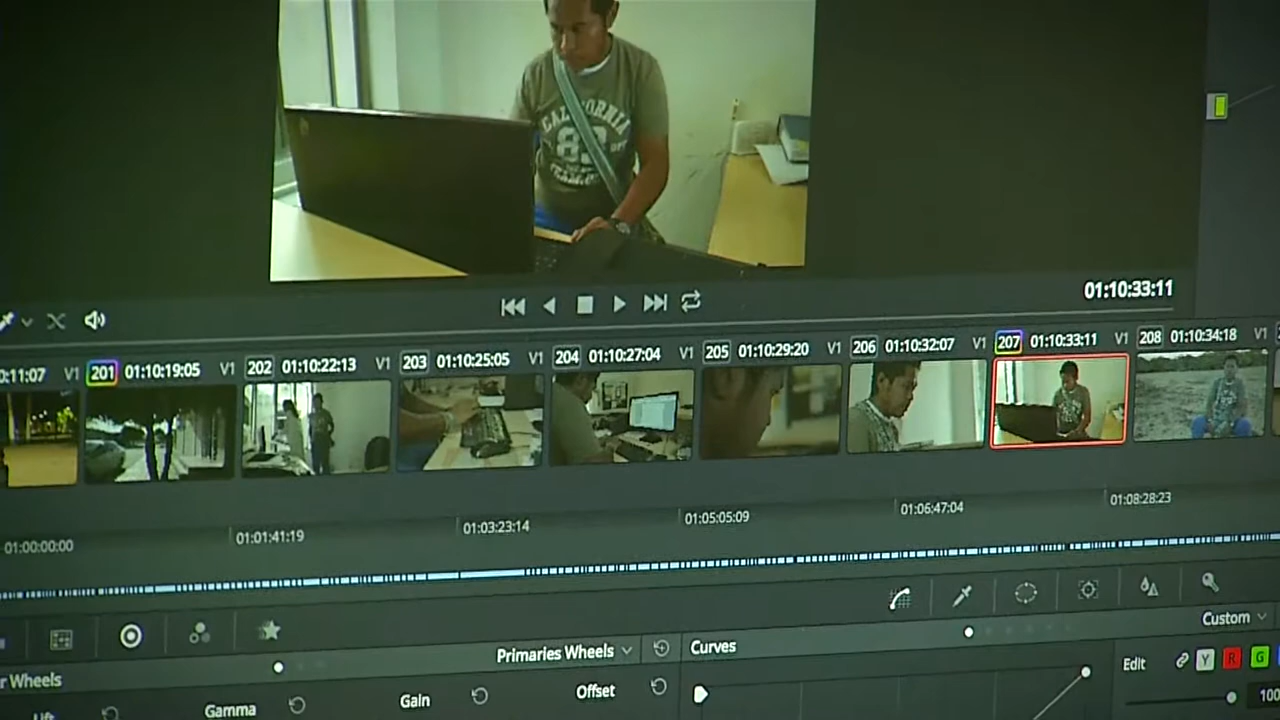 CALIFORNIA
83
01:10:33:11
0:11:07 V1 201 01:10:19:05 V1 202 01:10:22:13 V1 203 01:10:25:05 V1 204 01:10:27:04 V1 205 01:10:29:20 V1 206 01:10:32:07 V1 207 01:10:33:11 V1 208 01:10:34:18 V1
01:00:00:00 01:01:41:19 01:03:23:14 01:05:05:09 01:06:47:04 01:08:28:23
Custom
Primaries Wheels Curves
r Wheels Edit Y R G
Lift Gamma Gain Offset 100